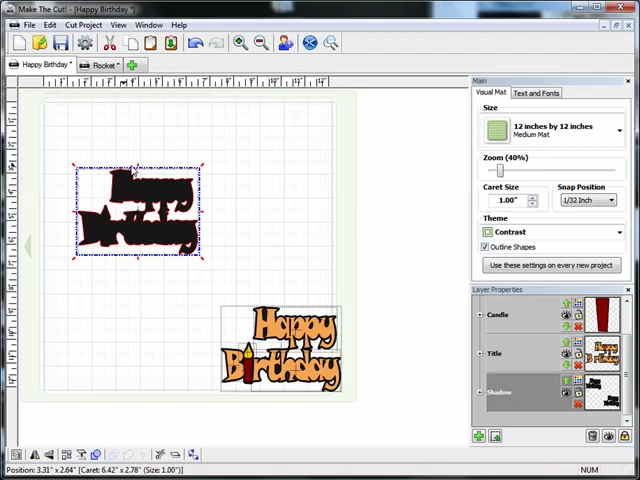 Make The Cut! - [Happy Birthday *]
File Edit Cut Project View Window Help
Happy Birthday * Rocket *
Happy
Birthday
Happy
Birthday
Main
Visual Mat Text and Fonts
Size
12 inches by 12 inches
Medium Mat
Zoom (40%)
Caret Size Snap Position
1.00" 1/32 Inch
Theme
Contrast
Outline Shapes
Use these settings on every new project
Layer Properties
Candle
Title
Shadow
Position: 3.31" x 2.64" [Caret: 6.42" x 2.78" (Size: 1.00")]
NUM